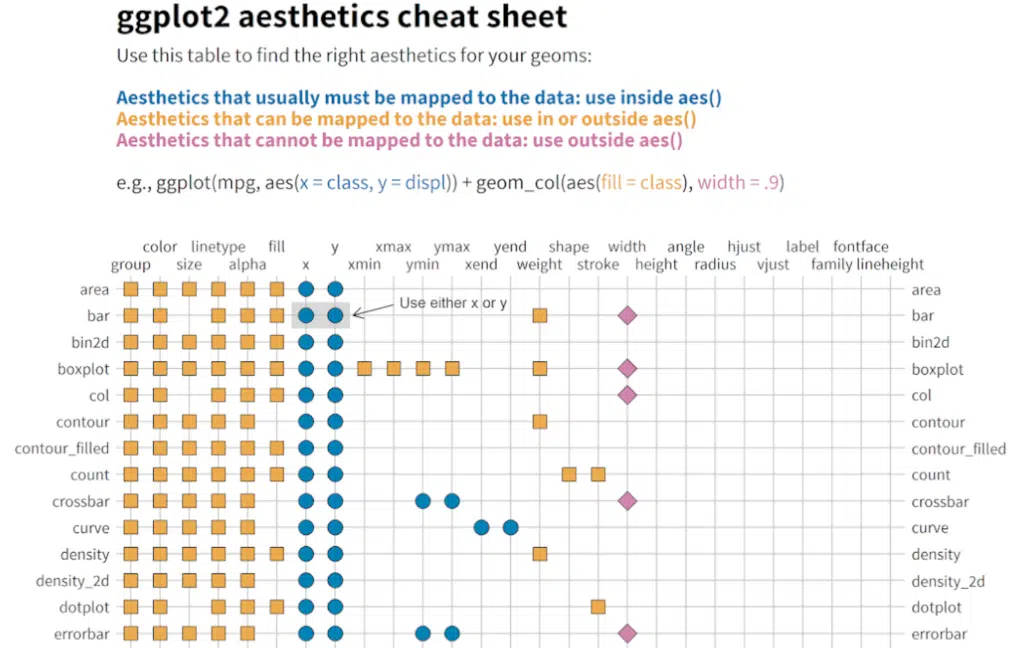 ggplot2 aesthetics cheat sheet
Use this table to find the right aesthetics for your geoms:
Aesthetics that usually must be mapped to the data: use inside aes()
Aesthetics that can be mapped to the data: use in or outside aes()
Aesthetics that cannot be mapped to the data: use outside aes()
e.g., ggplot(mpg, aes(x = class, y = displ)) + geom_col(aes(fill = class), width = .9)
color linetype fill y xmax ymax yend shape width angle hjust label fontface
group size alpha x xmin ymin xend weight stroke height radius vjust family lineheight
area area
Use either x or y
bar bar
bin2d bin2d
boxplot boxplot
col col
contour contour
contour_filled contour_filled
count count
crossbar crossbar
curve curve
density density
density_2d density_2d
dotplot dotplot
errorbar errorbar